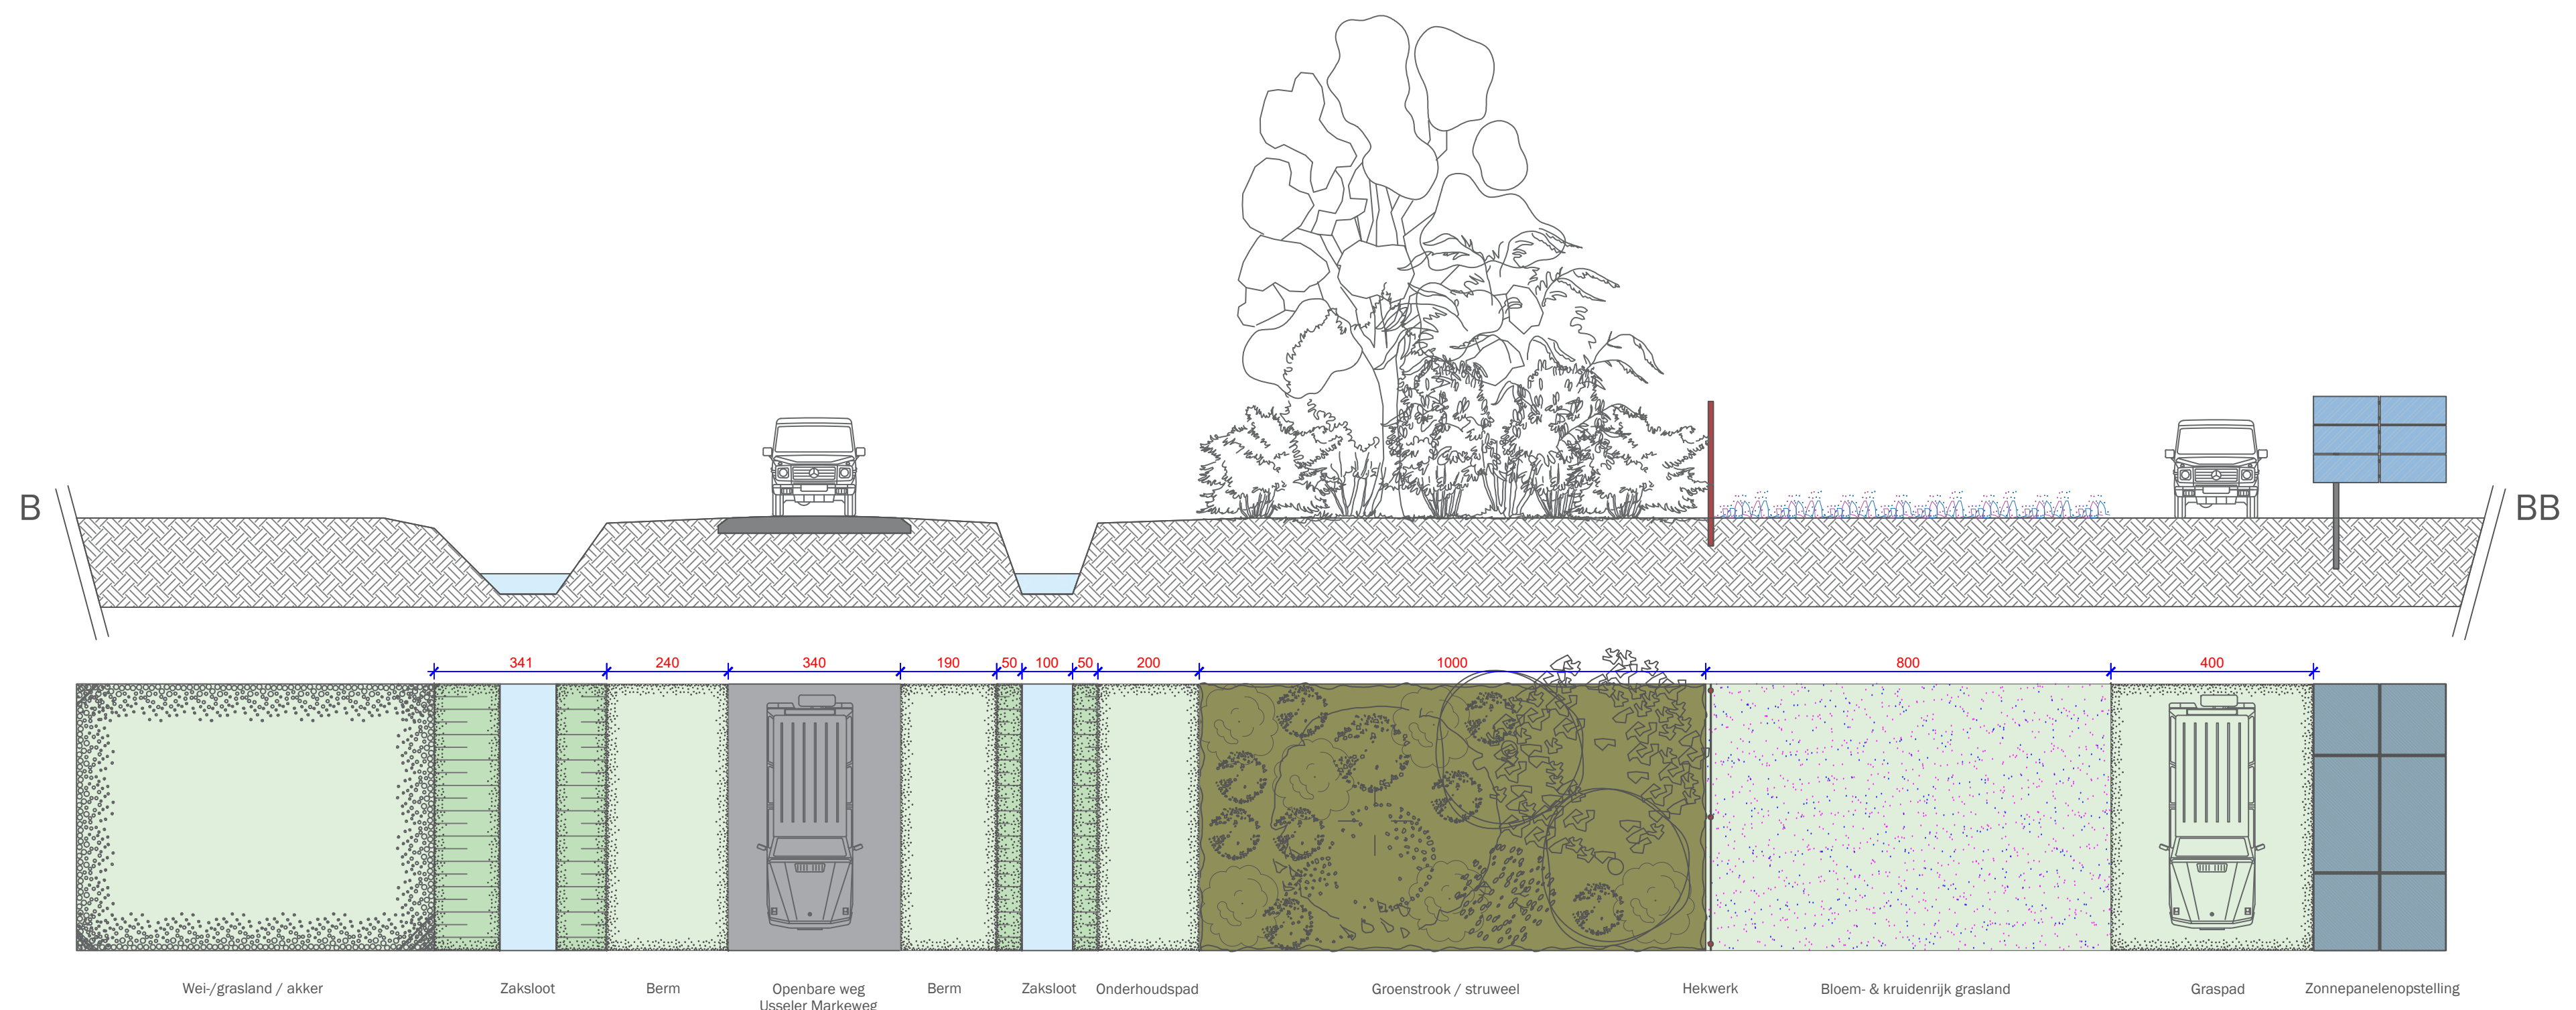 B
BB
341
240
340
190
50
100
50
200
1000
800
400
Wei-/grasland / akker
Zaksloot
Berm
Openbare weg
Usseler Markeweg
Berm
Zaksloot
Onderhoudspad
Groenstrook / struweel
Hekwerk
Bloem- & kruidenrijk grasland
Graspad
Zonnepanelenopstelling